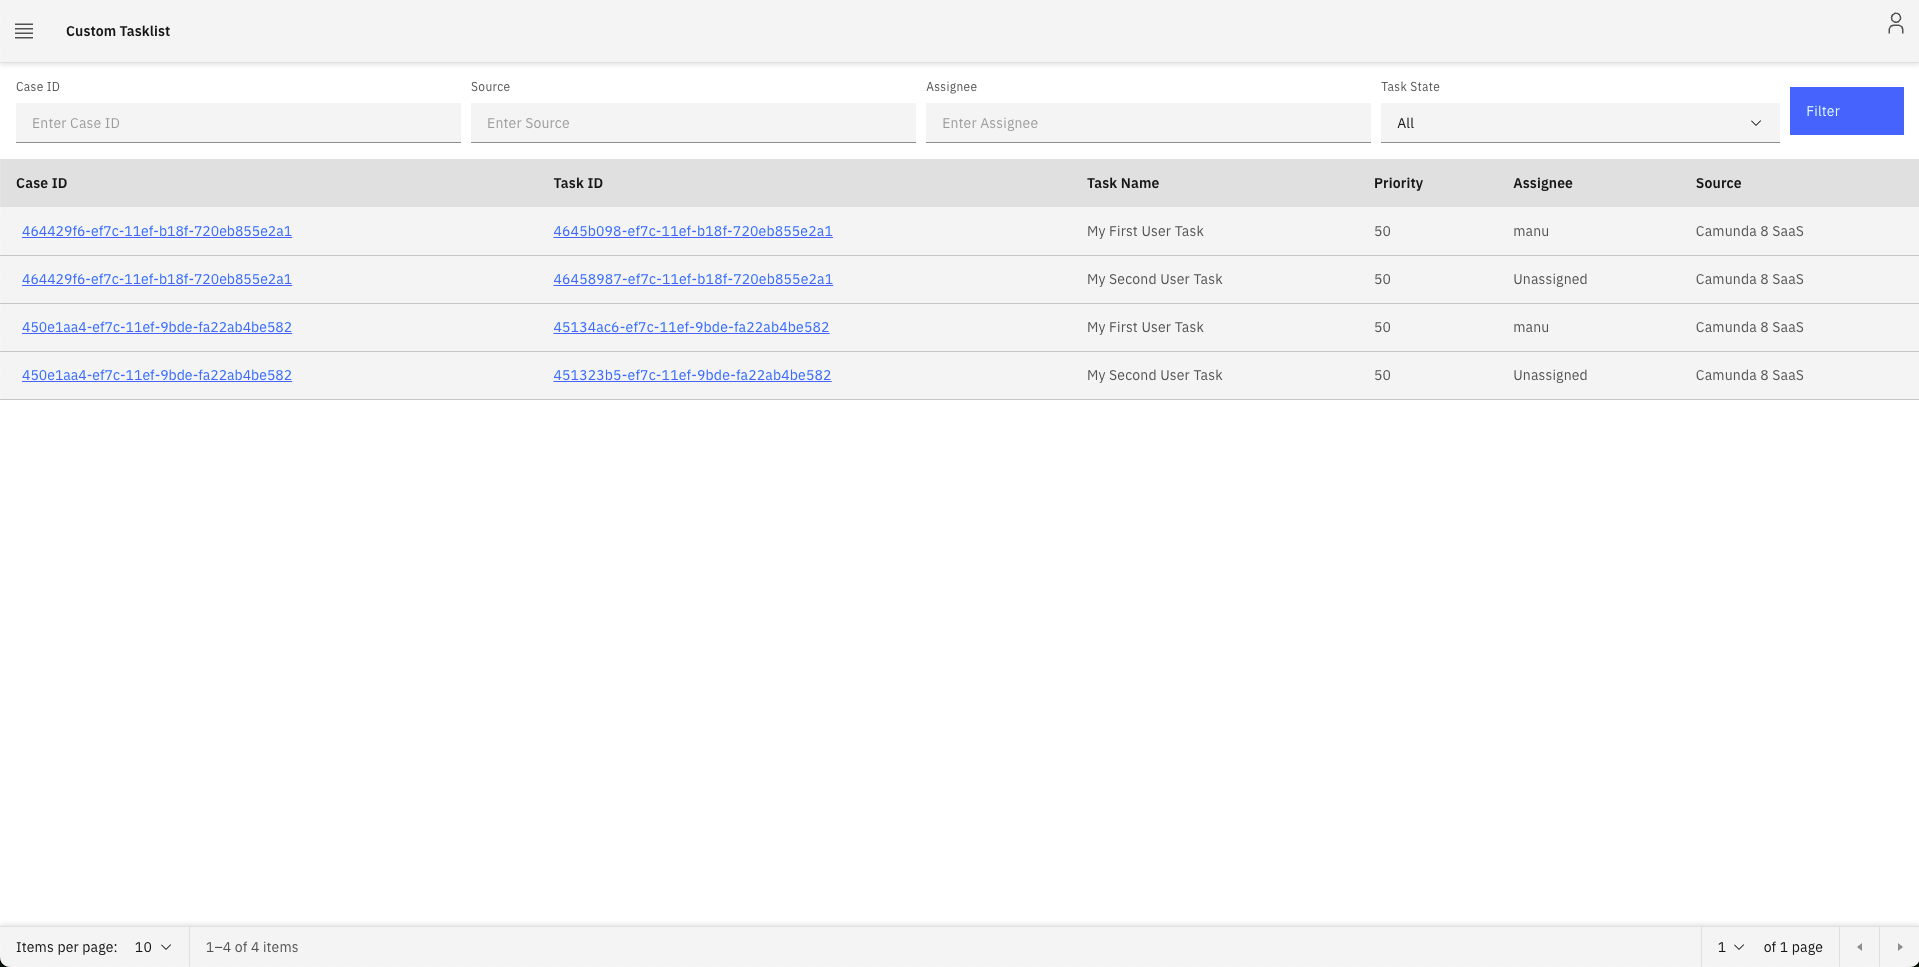 Custom Tasklist
Case ID Source Assignee Task State
Enter Case ID Enter Source Enter Assignee All Filter
Case ID Task ID Task Name Priority Assignee Source
464429f6-ef7c-11ef-b18f-720eb855e2a1 4645b098-ef7c-11ef-b18f-720eb855e2a1 My First User Task 50 manu Camunda 8 SaaS
464429f6-ef7c-11ef-b18f-720eb855e2a1 46458987-ef7c-11ef-b18f-720eb855e2a1 My Second User Task 50 Unassigned Camunda 8 SaaS
450e1aa4-ef7c-11ef-9bde-fa22ab4be582 45134ac6-ef7c-11ef-9bde-fa22ab4be582 My First User Task 50 manu Camunda 8 SaaS
450e1aa4-ef7c-11ef-9bde-fa22ab4be582 451323b5-ef7c-11ef-9bde-fa22ab4be582 My Second User Task 50 Unassigned Camunda 8 SaaS
Items per page: 10 1–4 of 4 items 1 of 1 page